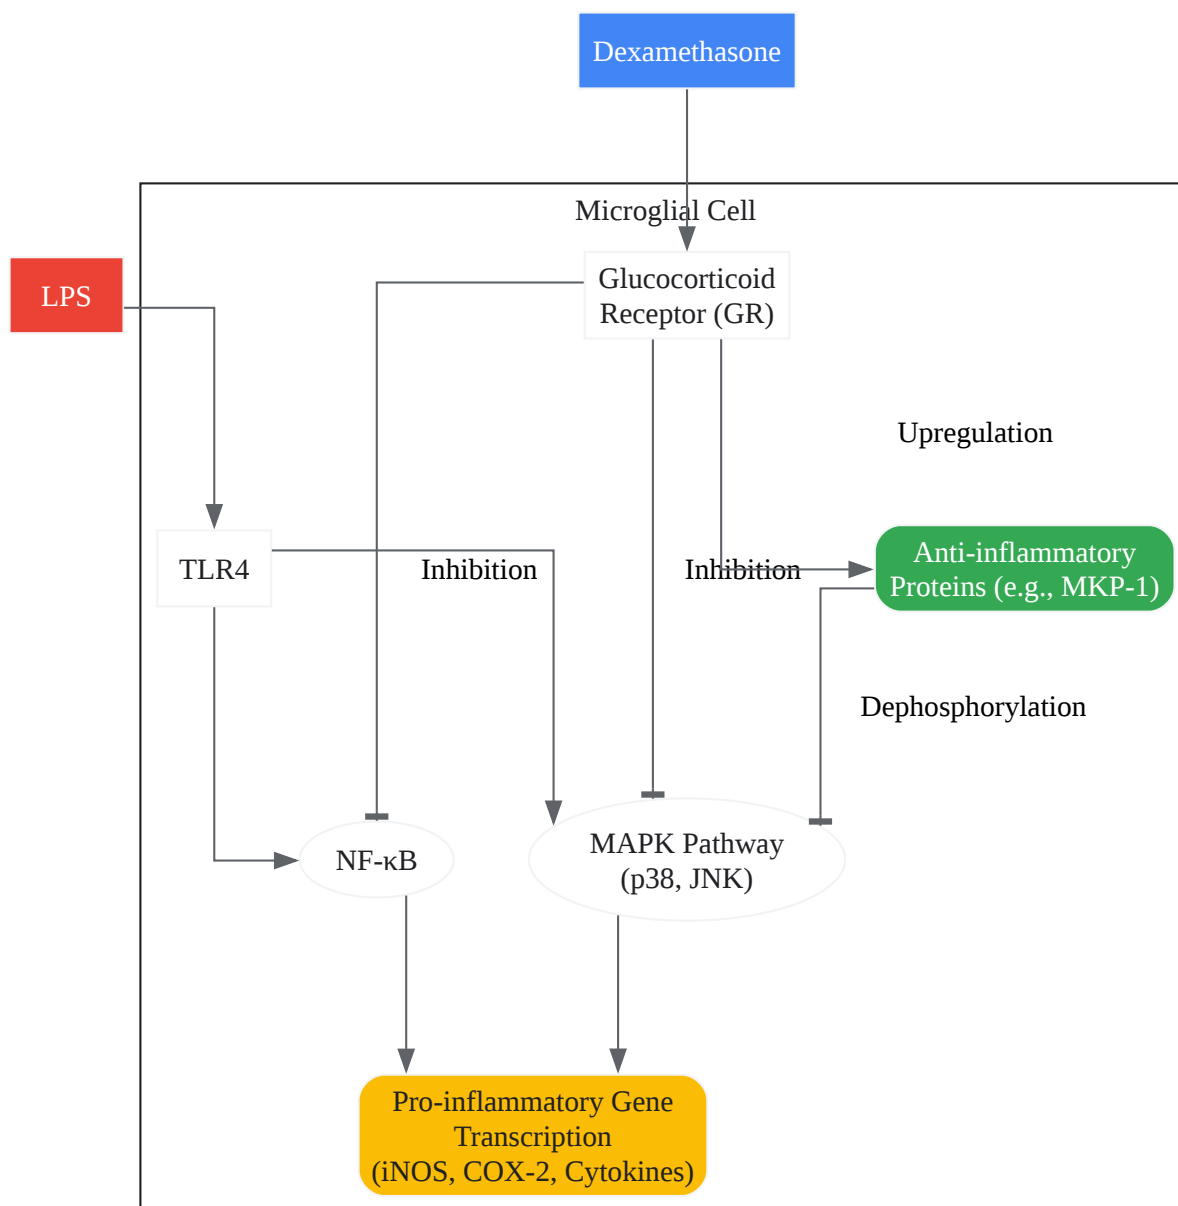 Dexamethasone
Microglial Cell
Glucocorticoid
Receptor (GR)
LPS
Upregulation
TLR4
Inhibition
Inhibition
Anti-inflammatory
Proteins (e.g., MKP-1)
Dephosphorylation
NF-κB
MAPK Pathway
(p38, JNK)
Pro-inflammatory Gene
Transcription
(iNOS, COX-2, Cytokines)